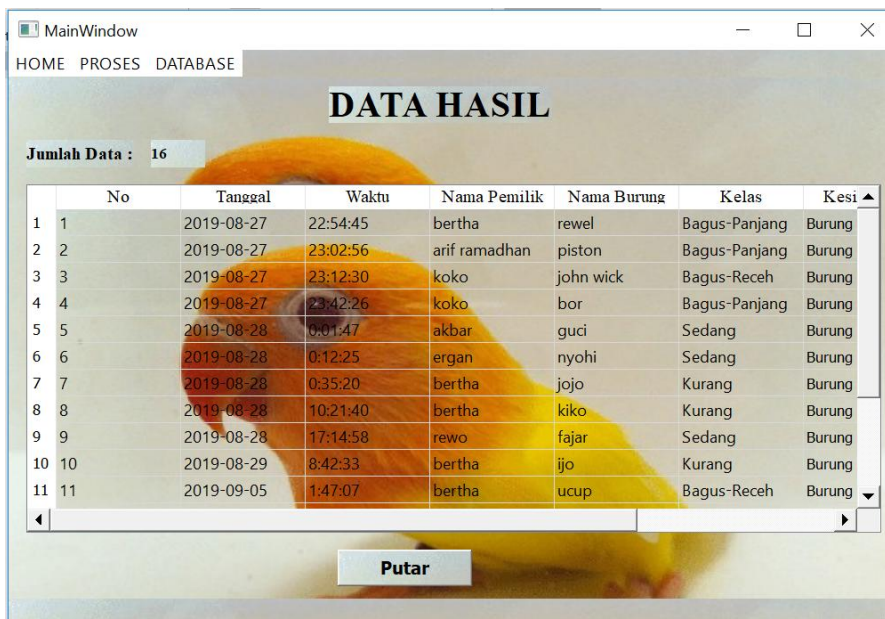 MainWindow
HOME PROSES DATABASE
DATA HASIL
Jumlah Data : 16
No Tanggal Waktu Nama Pemilik Nama Burung Kelas Kesi
1 1 2019-08-27 22:54:45 bertha rewel Bagus-Panjang Burung
2 2 2019-08-27 23:02:56 arif ramadhan piston Bagus-Panjang Burung
3 3 2019-08-27 23:12:30 koko john wick Bagus-Receh Burung
4 4 2019-08-27 23:42:26 koko bor Bagus-Panjang Burung
5 5 2019-08-28 0:01:47 akbar guci Sedang Burung
6 6 2019-08-28 0:12:25 ergan nyohi Sedang Burung
7 7 2019-08-28 0:35:20 bertha jojo Kurang Burung
8 8 2019-08-28 10:21:40 bertha kiko Kurang Burung
9 9 2019-08-28 17:14:58 rewo fajar Sedang Burung
10 10 2019-08-29 8:42:33 bertha ijo Kurang Burung
11 11 2019-09-05 1:47:07 bertha ucup Bagus-Receh Burung
Putar